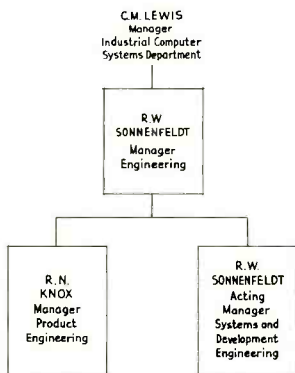 C.M. LEWIS
Manager
Industrial Computer
Systems Department
R.W
SONNENFELDT
Manager
Engineering
R.N.
KNOX
Manager
Product
Engineering
R.W.
SONNENFELDT
Acting
Manager
Systems and
Development
Engineering